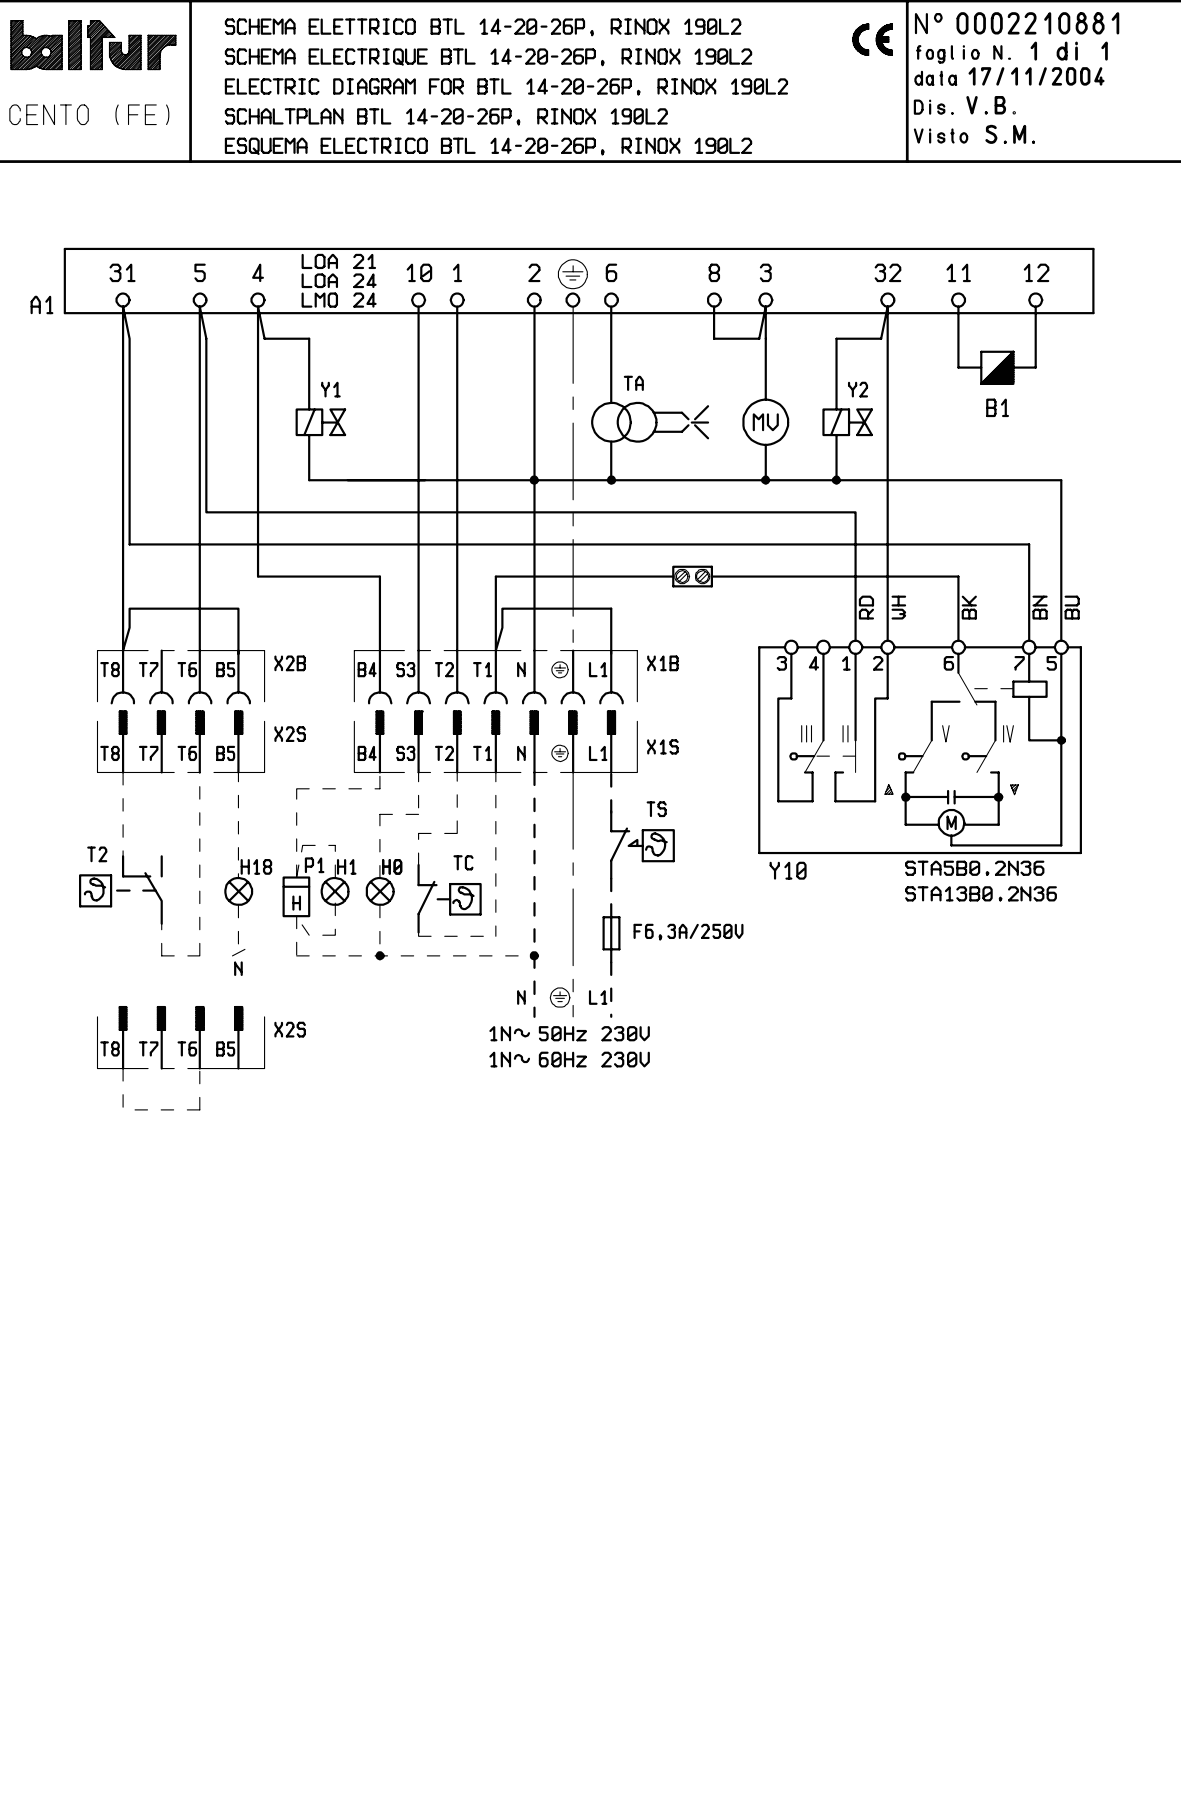 baltur
CENTO (FE)
SCHEMA ELETTRICO BTL 14-20-26P, RINOX 190L2
SCHEMA ELECTRIQUE BTL 14-20-26P, RINOX 190L2
ELECTRIC DIAGRAM FOR BTL 14-20-26P, RINOX 190L2
SCHALTPLAN BTL 14-20-26P, RINOX 190L2
ESQUEMA ELECTRICO BTL 14-20-26P, RINOX 190L2
CE
N° 0002210881
foglio N. 1 di 1
data 17/11/2004
Dis. V.B.
Visto S.M.
A1
31 5 4 LOA 21 10 1 2 6 8 3 32 11 12
LOA 24
LMO 24
Y1 TA MV Y2 B1
RD WH BK BN BU
T8 T7 T6 B5 X2B
B4 S3 T2 T1 N L1 X1B
3 4 1 2 6 7 5
X2S
T8 T7 T6 B5
B4 S3 T2 T1 N L1 X1S
III II V IV
M
TS
T2 H18 P1 H1 H0 TC
H
Y10
STA5B0.2N36
STA13B0.2N36
F6,3A/250V
N
N L1
X2S
T8 T7 T6 B5
1N~ 50Hz 230V
1N~ 60Hz 230V